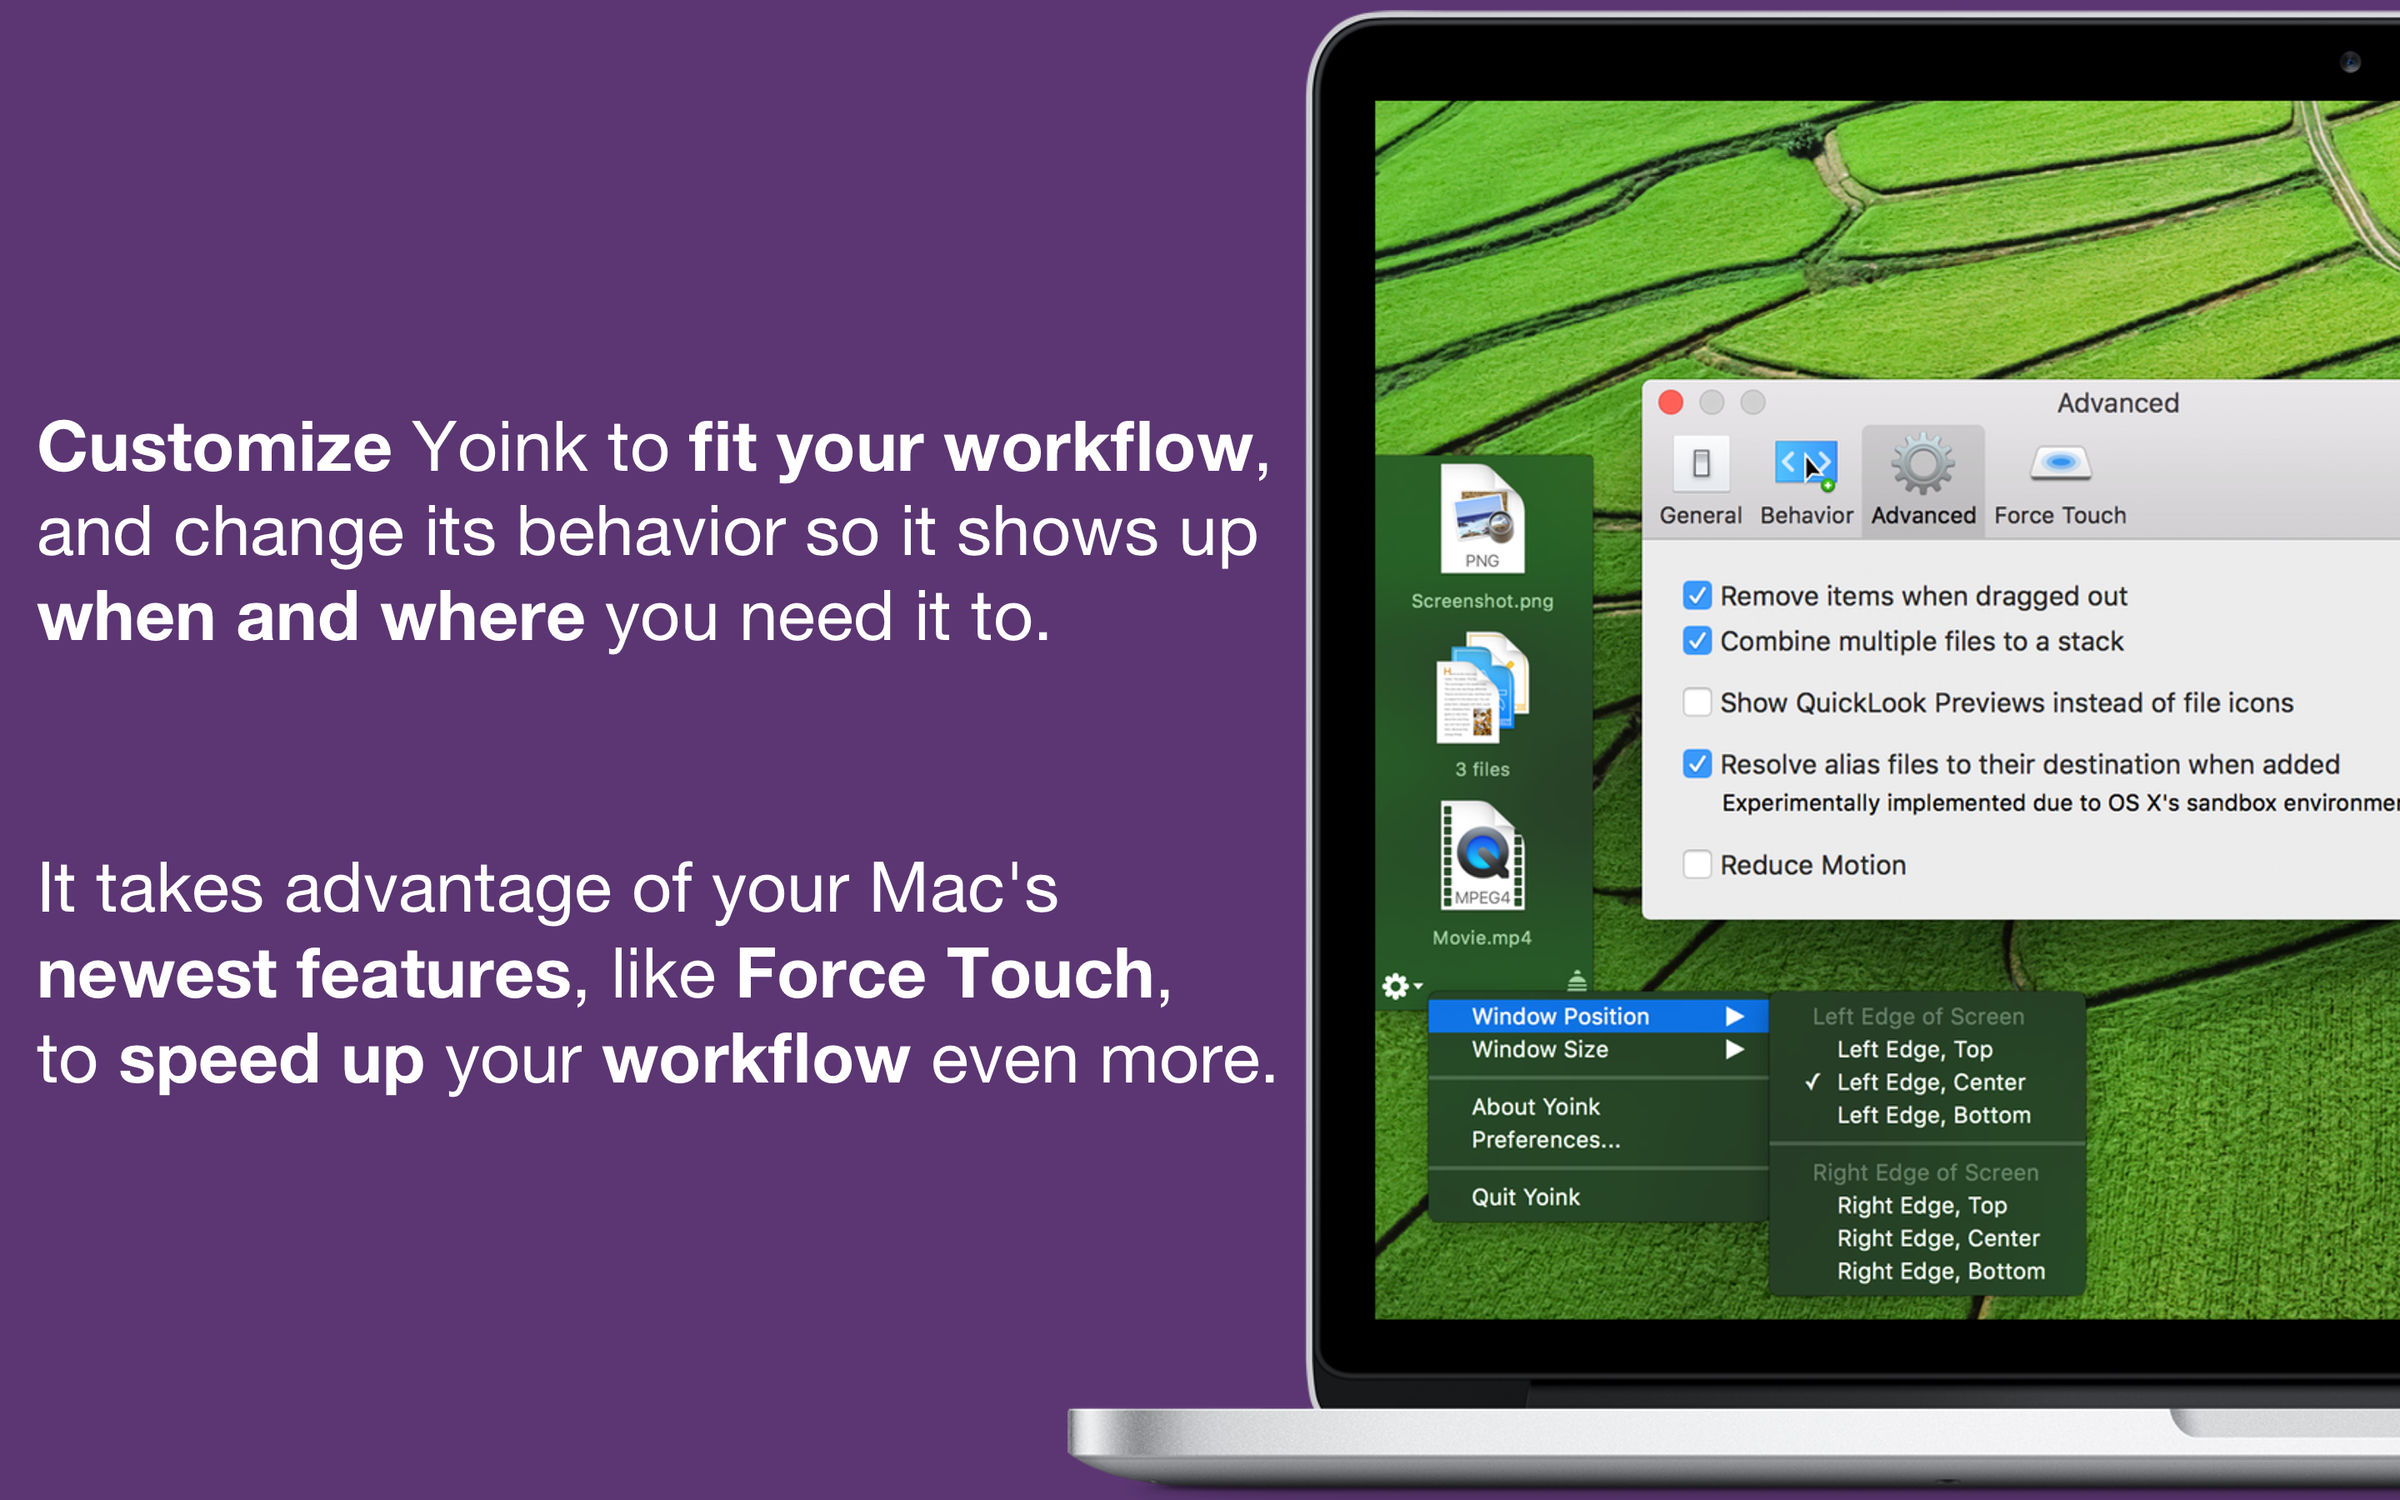 Customize Yoink to fit your workflow,
and change its behavior so it shows up
when and where you need it to.
It takes advantage of your Mac's
newest features, like Force Touch,
to speed up your workflow even more.
Advanced
General
Behavior
Advanced
Force Touch
Remove items when dragged out
Combine multiple files to a stack
Show QuickLook Previews instead of file icons
Resolve alias files to their destination when added
Experimentally implemented due to OS X's sandbox
Reduce Motion
PNG
Screenshot.png
3 files
MPEG4
Movie.mp4
Window Position
Window Size
About Yoink
Preferences...
Quit Yoink
Left Edge of Screen
Left Edge, Top
✓ Left Edge, Center
Left Edge, Bottom
Right Edge of Screen
Right Edge, Top
Right Edge, Center
Right Edge, Bottom